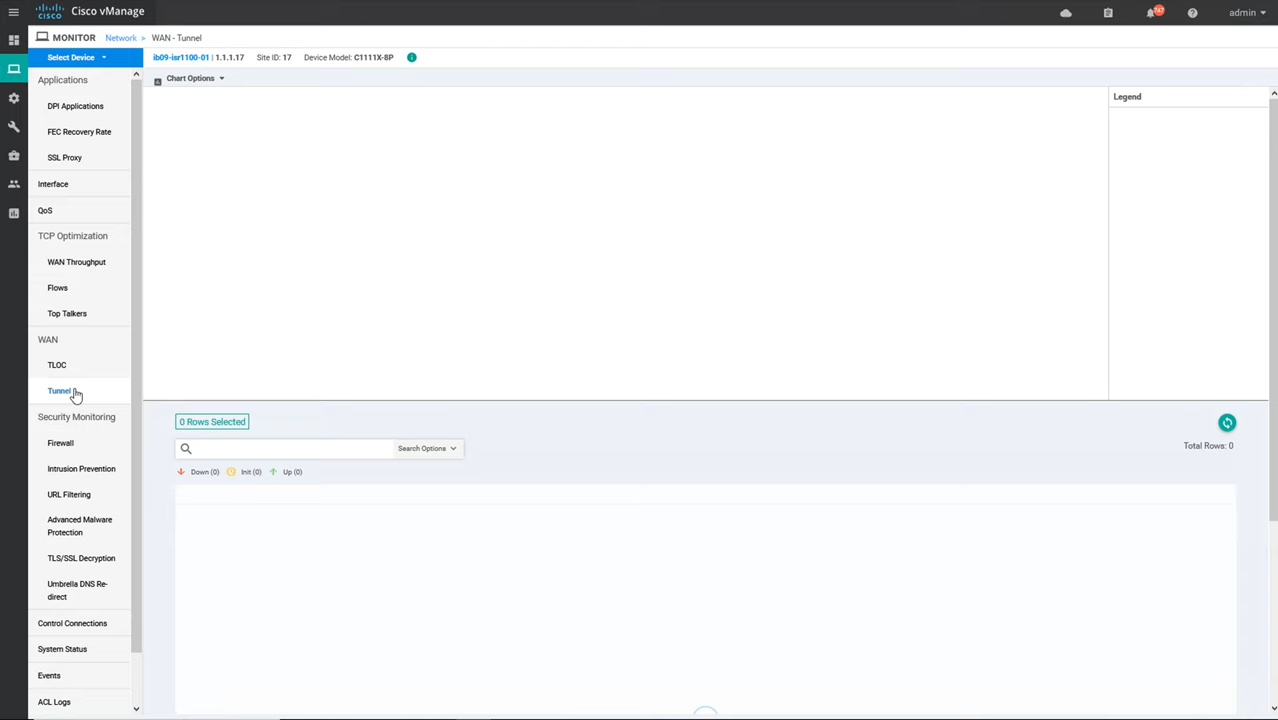 CISCO
Cisco vManage
747
admin
MONITOR
Network > WAN - Tunnel
Select Device
ib09-isr1100-01 | 1.1.1.17 Site ID: 17 Device Model: C1111X-8P
Applications
Chart Options
Legend
DPI Applications
FEC Recovery Rate
SSL Proxy
Interface
QoS
TCP Optimization
WAN Throughput
Flows
Top Talkers
WAN
TLOC
Tunnel
Security Monitoring
Firewall
Intrusion Prevention
URL Filtering
Advanced Malware
Protection
TLS/SSL Decryption
Umbrella DNS Re-
direct
Control Connections
System Status
Events
ACL Logs
0 Rows Selected
Search Options
Total Rows: 0
Down (0) Init (0) Up (0)